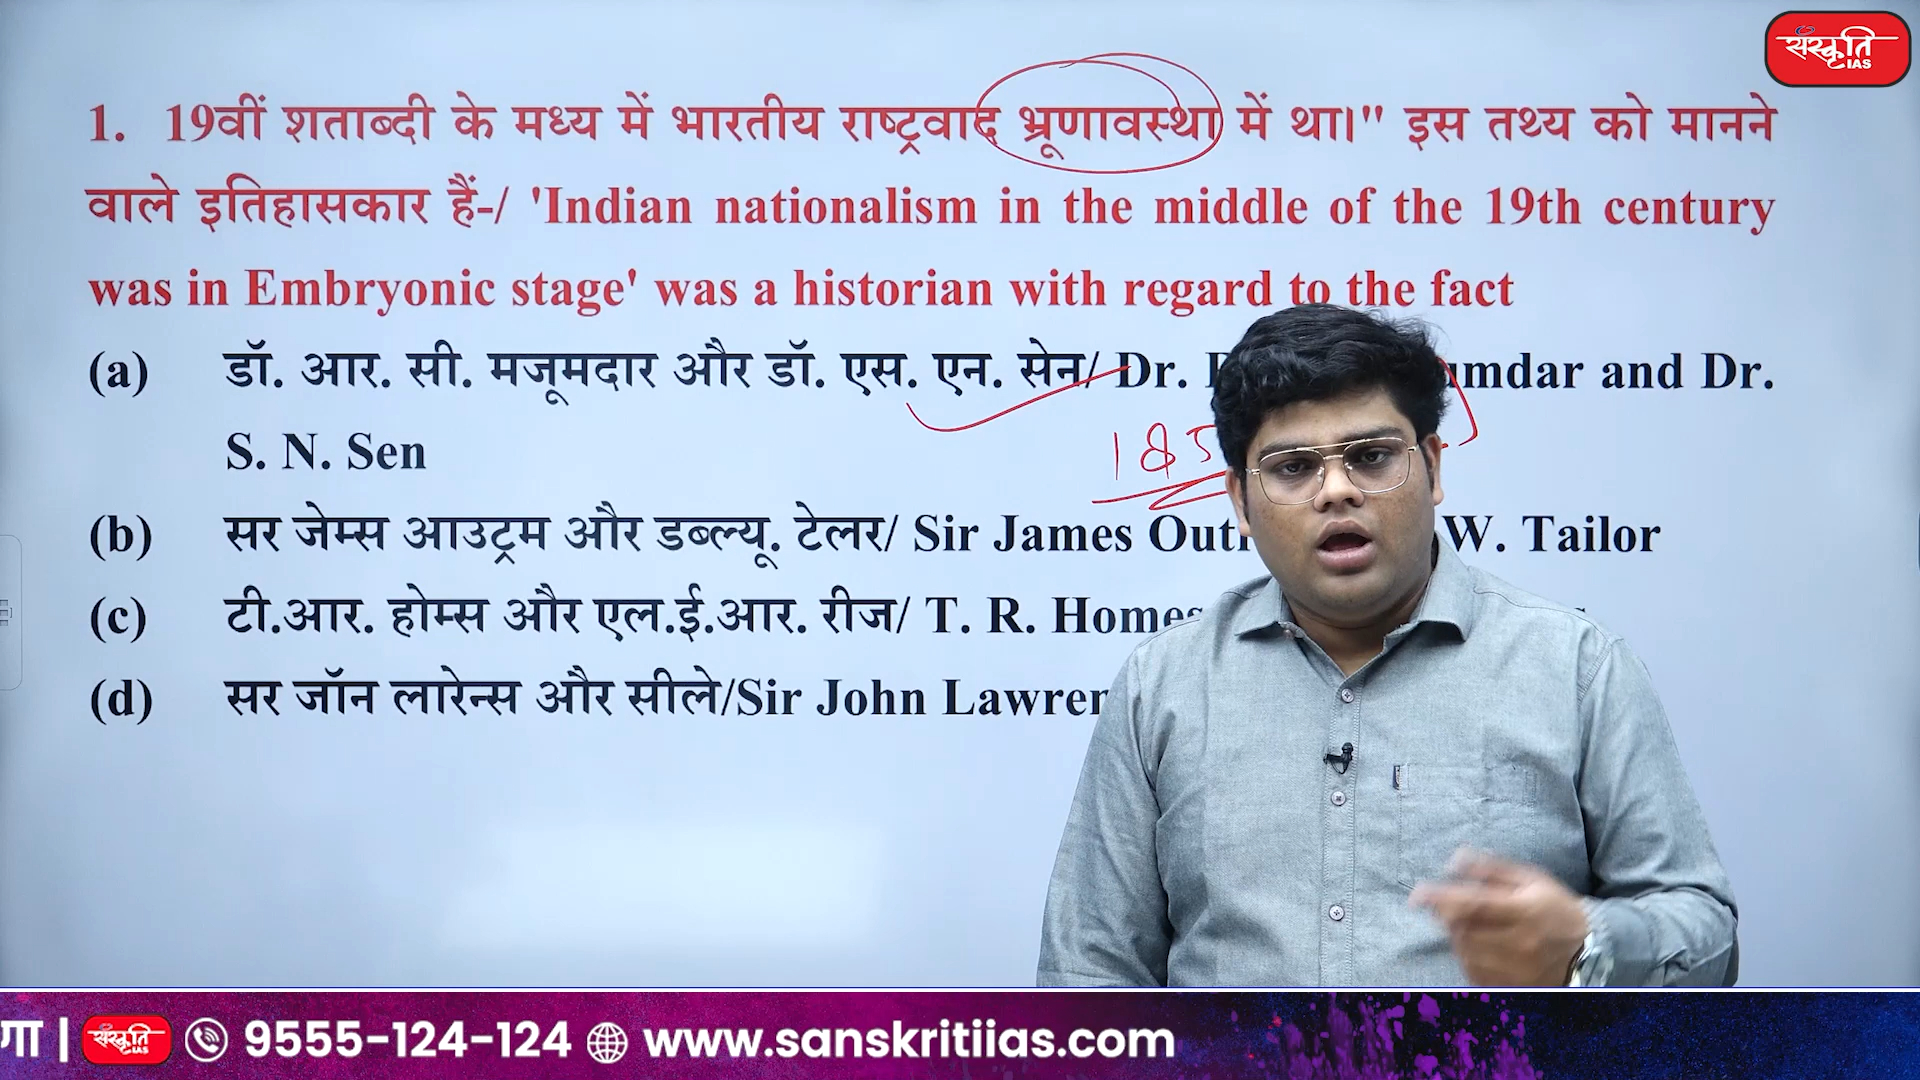 संस्कृति
IAS
1. 19वीं शताब्दी के मध्य में भारतीय राष्ट्रवाद भ्रूणावस्था में था।" इस तथ्य को मानने
वाले इतिहासकार हैं-/ 'Indian nationalism in the middle of the 19th century
was in Embryonic stage' was a historian with regard to the fact
(a) डॉ. आर. सी. मजूमदार और डॉ. एस. एन. सेन/ Dr. and Dr.
S. N. Sen
185
(b) सर जेम्स आउट्रम और डब्ल्यू. टेलर/ Sir James W. Tailor
(c) टी.आर. होम्स और एल.ई.आर. रीज/ T. R. Homes
(d) सर जॉन लारेन्स और सीले/Sir John
| संस्कृति IAS 9555-124-124 www.sanskritiias.com